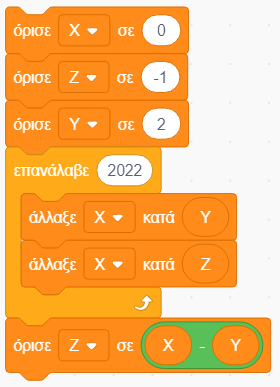 όρισε X σε 0
όρισε Z σε -1
όρισε Y σε 2
επανάλαβε 2022
άλλαξε X κατά Y
άλλαξε X κατά Z
όρισε Z σε X - Y